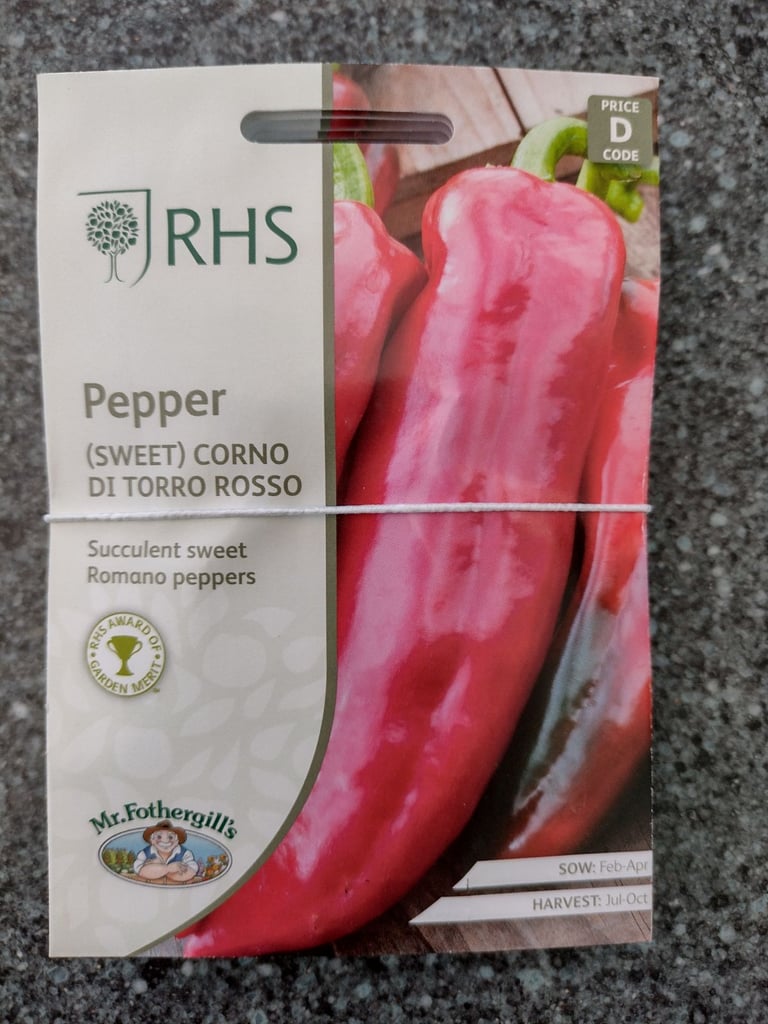 PRICE
D
CODE
RHS
Pepper
(SWEET) CORNO
DI TORRO ROSSO
Succulent sweet
Romano peppers
RHS AWARD OF
GARDEN MERIT
Mr.Fothergill's
SOW: Feb-Apr
HARVEST: Jul-Oct